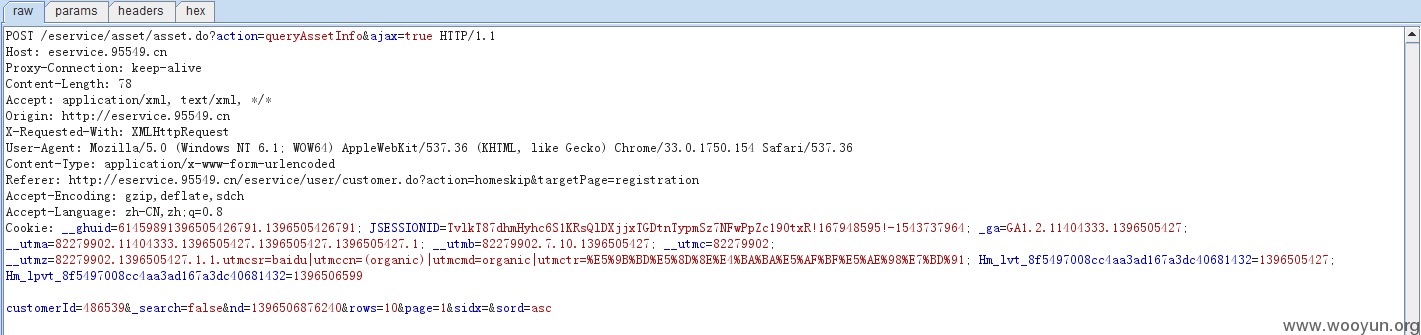 raw params headers hex
POST /eservice/asset/asset.do?action=queryAssetInfo&ajax=true HTTP/1.1
Host: eservice.95549.cn
Proxy-Connection: keep-alive
Content-Length: 78
Accept: application/xml, text/xml, */*
Origin: http://eservice.95549.cn
X-Requested-With: XMLHttpRequest
User-Agent: Mozilla/5.0 (Windows NT 6.1; WOW64) AppleWebKit/537.36 (KHTML, like Gecko) Chrome/33.0.1750.154 Safari/537.36
Content-Type: application/x-www-form-urlencoded
Referer: http://eservice.95549.cn/eservice/user/customer.do?action=homeskip&targetPage=registration
Accept-Encoding: gzip,deflate,sdch
Accept-Language: zh-CN,zh;q=0.8
Cookie: __ghuid=61459891396505426791.1396505426791; JSESSIONID=TvlkT87dhmHyhc6S1KRsQlDXjjxTGDtnTypmSz7NFwPpZc190txR!167948595!-1543737964; _ga=GA1.2.11404333.1396505427;
__utma=82279902.11404333.1396505427.1396505427.1396505427.1; __utmb=82279902.7.10.1396505427; __utmc=82279902;
__utmz=82279902.1396505427.1.1.utmcsr=baidu|utmccn=(organic)|utmcmd=organic|utmctr=%E5%9B%BD%E5%8D%8E%E4%BA%BA%E5%AF%BF%E5%AE%98%E7%BD%91; Hm_lvt_8f5497008cc4aa3ad167a3dc40681432=1396505427;
Hm_lpvt_8f5497008cc4aa3ad167a3dc40681432=1396506599
customerId=486539&_search=false&nd=1396506876240&rows=10&page=1&sidx=&sord=asc
www.wooyun.org